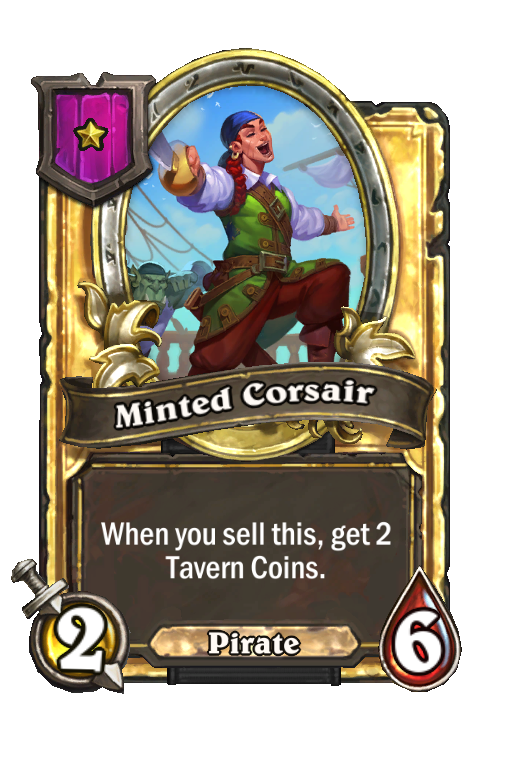 Minted Corsair
When you sell this, get 2
Tavern Coins.
Pirate
2
6